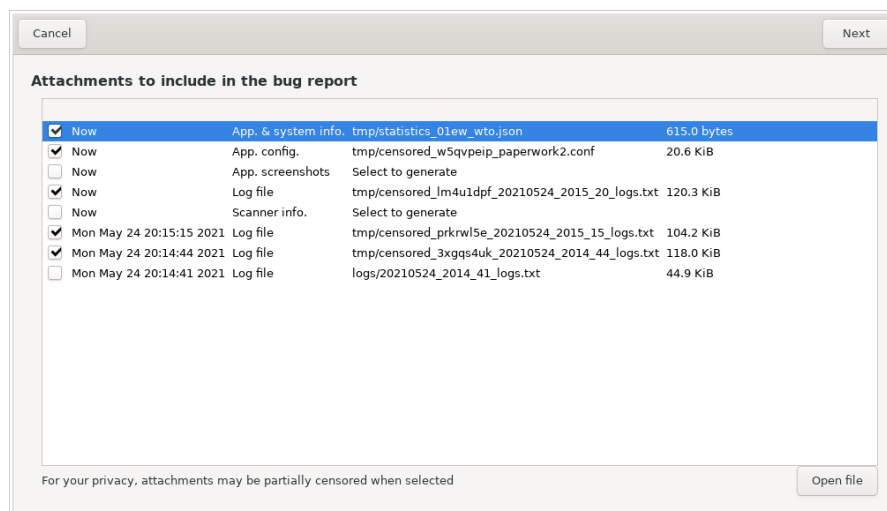 Cancel Next
Attachments to include in the bug report
Now App. & system info. tmp/statistics_01ew_wto.json 615.0 bytes
Now App. config. tmp/censored_w5qvpeip_paperwork2.conf 20.6 KiB
Now App. screenshots Select to generate
Now Log file tmp/censored_lm4u1dpf_20210524_2015_20_logs.txt 120.3 KiB
Now Scanner info. Select to generate
Mon May 24 20:15:15 2021 Log file tmp/censored_prkrwl5e_20210524_2015_15_logs.txt 104.2 KiB
Mon May 24 20:14:44 2021 Log file tmp/censored_3xgqs4uk_20210524_2014_44_logs.txt 118.0 KiB
Mon May 24 20:14:41 2021 Log file logs/20210524_2014_41_logs.txt 44.9 KiB
For your privacy, attachments may be partially censored when selected Open file